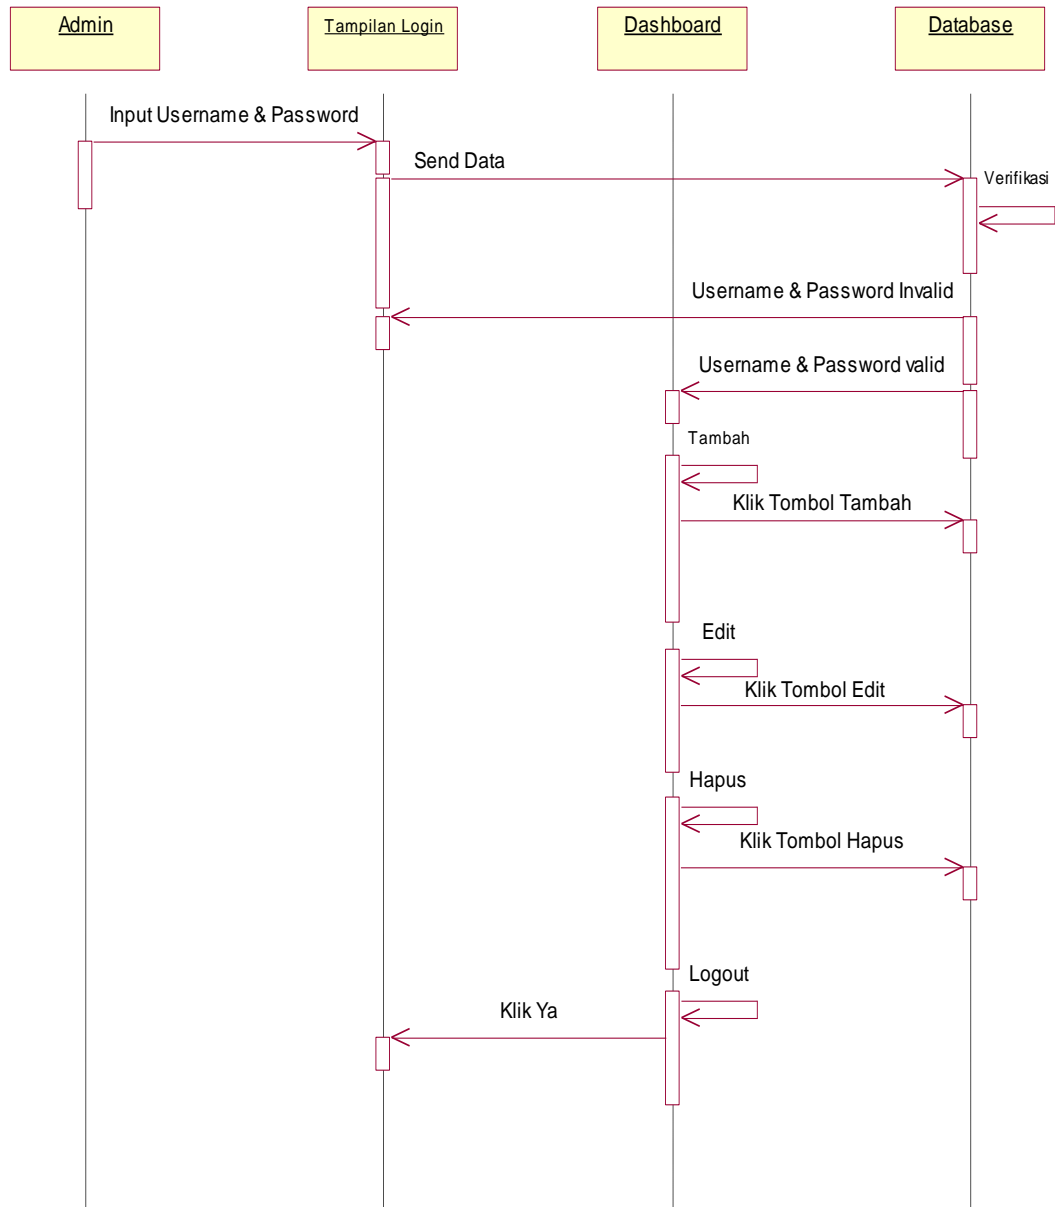 Admin
Tampilan Login
Dashboard
Database
Input Username & Password
Send Data
Verifikasi
Username & Password Invalid
Username & Password valid
Tambah
Klik Tombol Tambah
Edit
Klik Tombol Edit
Hapus
Klik Tombol Hapus
Logout
Klik Ya